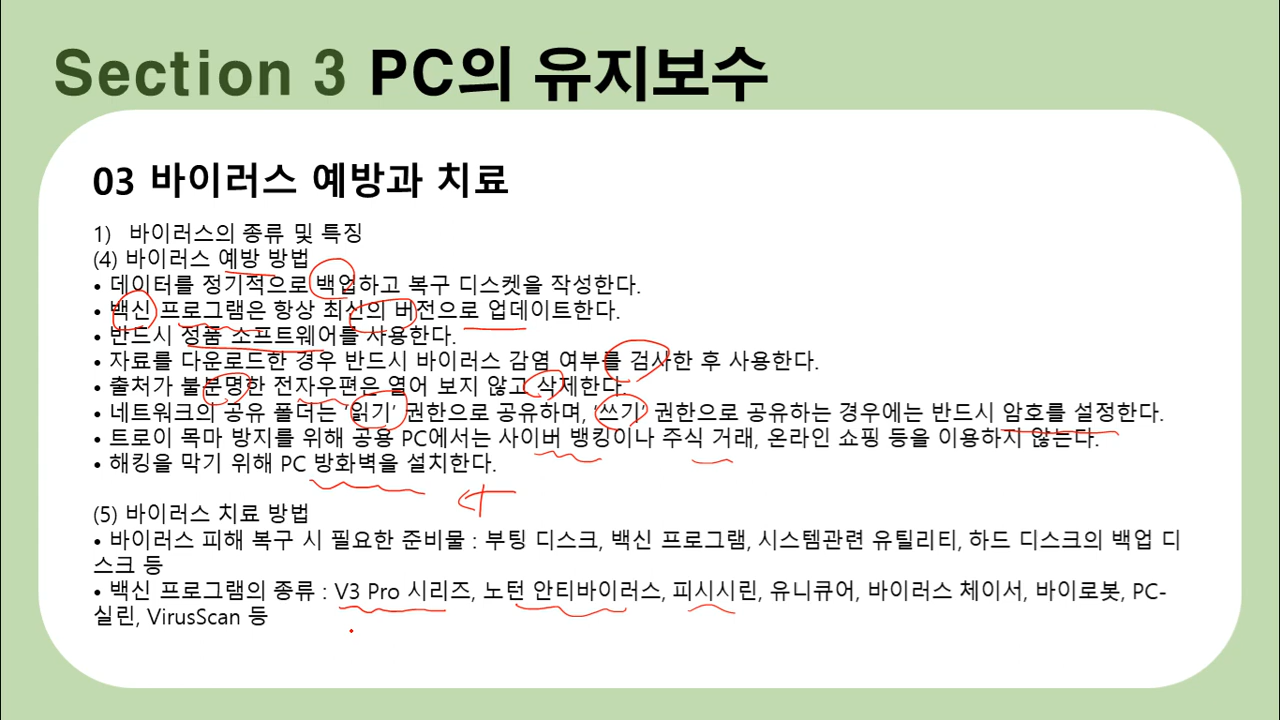 Section 3 PC의 유지보수
03 바이러스 예방과 치료
1) 바이러스의 종류 및 특징
(4) 바이러스 예방 방법
• 데이터를 정기적으로 백업하고 복구 디스켓을 작성한다.
• 백신 프로그램은 항상 최신의 버전으로 업데이트한다.
• 반드시 정품 소프트웨어를 사용한다.
• 자료를 다운로드한 경우 반드시 바이러스 감염 여부를 검사한 후 사용한다.
• 출처가 불분명한 전자우편은 열어 보지 않고 삭제한다.
• 네트워크의 공유 폴더는 '읽기' 권한으로 공유하며, '쓰기' 권한으로 공유하는 경우에는 반드시 암호를 설정한다.
• 트로이 목마 방지를 위해 공용 PC에서는 사이버 뱅킹이나 주식 거래, 온라인 쇼핑 등을 이용하지 않는다.
• 해킹을 막기 위해 PC 방화벽을 설치한다.
(5) 바이러스 치료 방법
• 바이러스 피해 복구 시 필요한 준비물 : 부팅 디스크, 백신 프로그램, 시스템관련 유틸리티, 하드 디스크의 백업 디
스크 등
• 백신 프로그램의 종류 : V3 Pro 시리즈, 노턴 안티바이러스, 피시시린, 유니큐어, 바이러스 체이서, 바이로봇, PC-
실린, VirusScan 등